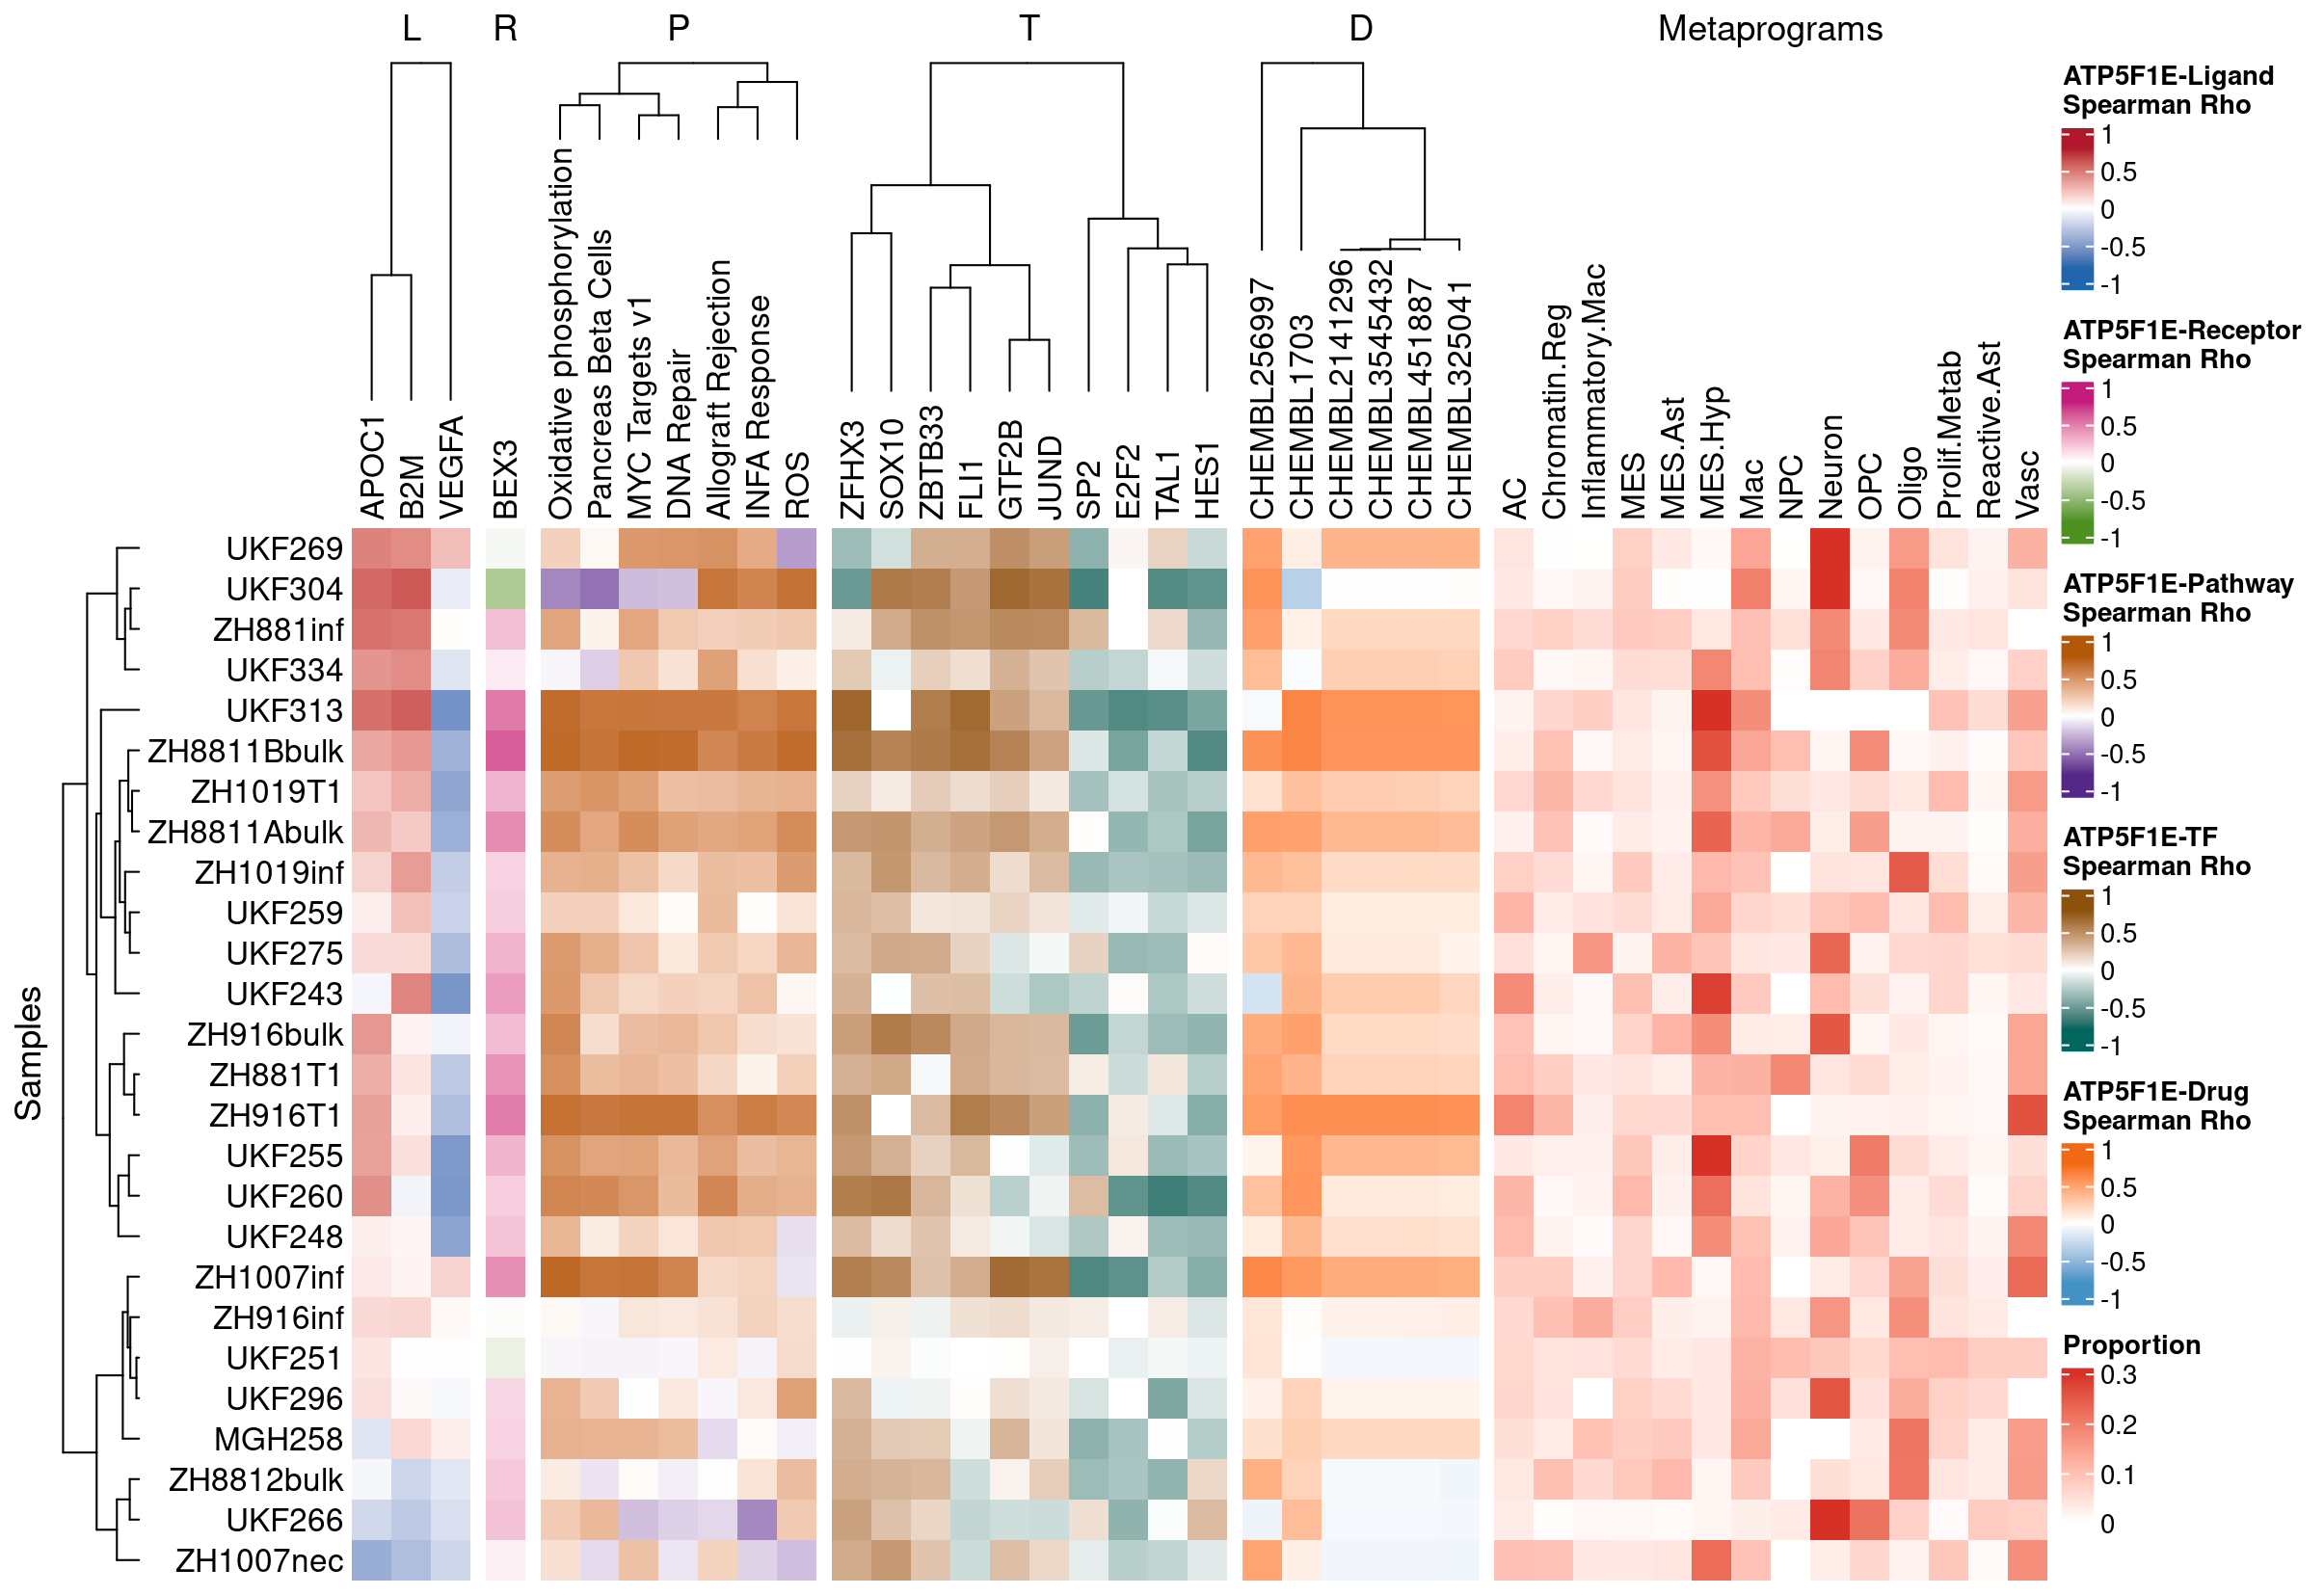 L R P T D Metaprograms
APOC1
B2M
VEGFA
BEX3
Oxidative phosphorylation
Pancreas Beta Cells
MYC Targets v1
DNA Repair
Allograft Rejection
INFA Response
ROS
ZFHX3
SOX10
ZBTB33
FLI1
GTF2B
JUND
SP2
E2F2
TAL1
HES1
CHEMBL256997
CHEMBL1703
CHEMBL2141296
CHEMBL3545432
CHEMBL451887
CHEMBL325041
AC
Chromatin.Reg
Inflammatory.Mac
MES
MES.Ast
MES.Hyp
Mac
NPC
Neuron
OPC
Oligo
Prolif.Metab
Reactive.Ast
Vasc
Samples
UKF269
UKF304
ZH881inf
UKF334
UKF313
ZH8811Bbulk
ZH1019T1
ZH8811Abulk
ZH1019inf
UKF259
UKF275
UKF243
ZH916bulk
ZH881T1
ZH916T1
UKF255
UKF260
UKF248
ZH1007inf
ZH916inf
UKF251
UKF296
MGH258
ZH8812bulk
UKF266
ZH1007nec
ATP5F1E-Ligand
Spearman Rho
1
0.5
0
-0.5
-1
ATP5F1E-Receptor
Spearman Rho
1
0.5
0
-0.5
-1
ATP5F1E-Pathway
Spearman Rho
1
0.5
0
-0.5
-1
ATP5F1E-TF
Spearman Rho
1
0.5
0
-0.5
-1
ATP5F1E-Drug
Spearman Rho
1
0.5
0
-0.5
-1
Proportion
0.3
0.2
0.1
0